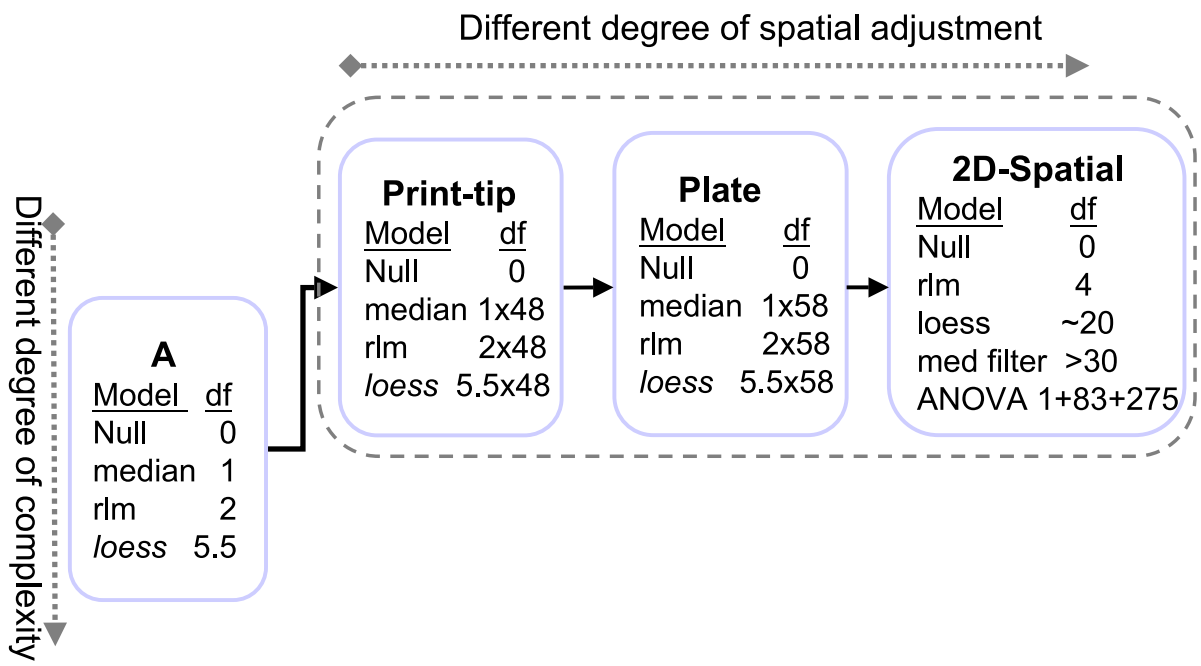 Different degree of spatial adjustment
Different degree of complexity
A
Model df
Null 0
median 1
rlm 2
loess 5.5
Print-tip
Model df
Null 0
median 1x48
rlm 2x48
loess 5.5x48
Plate
Model df
Null 0
median 1x58
rlm 2x58
loess 5.5x58
2D-Spatial
Model df
Null 0
rlm 4
loess ~20
med filter >30
ANOVA 1+83+275